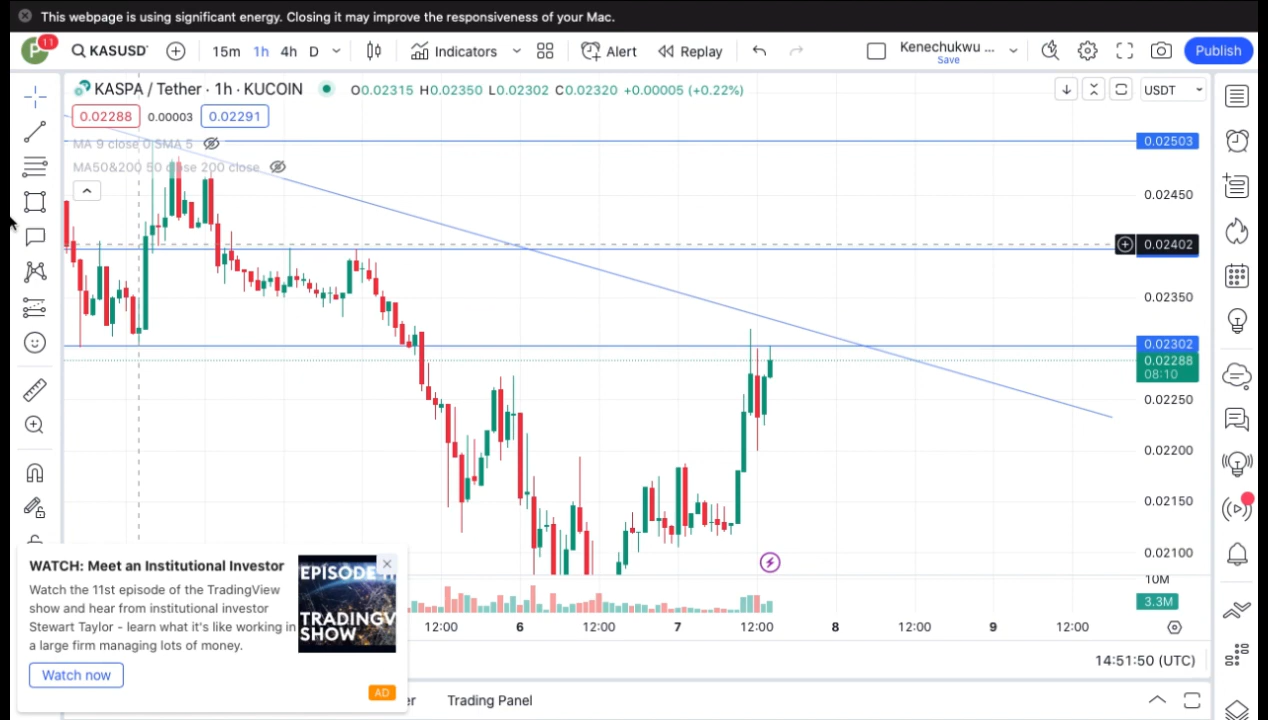 This webpage is using significant energy. Closing it may improve the responsiveness of your Mac.
P 11 KASUSDT 15m 1h 4h D Indicators Alert Replay Kenechukwu ... Save Publish
KASPA / Tether · 1h · KUCOIN O0.02315 H0.02350 L0.02302 C0.02320 +0.00005 (+0.22%) USDT
0.02288 0.00003 0.02291
MA 9 close 0 SMA 5
MA50&200 50 close 200 close
0.02503
0.02450
0.02402
0.02350
0.02302
0.02288
08:10
0.02250
0.02200
0.02150
0.02100
10M
3.3M
12:00 6 12:00 7 12:00 8 12:00 9 12:00
14:51:50 (UTC)
WATCH: Meet an Institutional Investor
Watch the 11st episode of the TradingView
show and hear from institutional investor
Stewart Taylor - learn what it's like working in
a large firm managing lots of money.
Watch now
EPISODE
TRADINGV
SHOW
AD
er Trading Panel